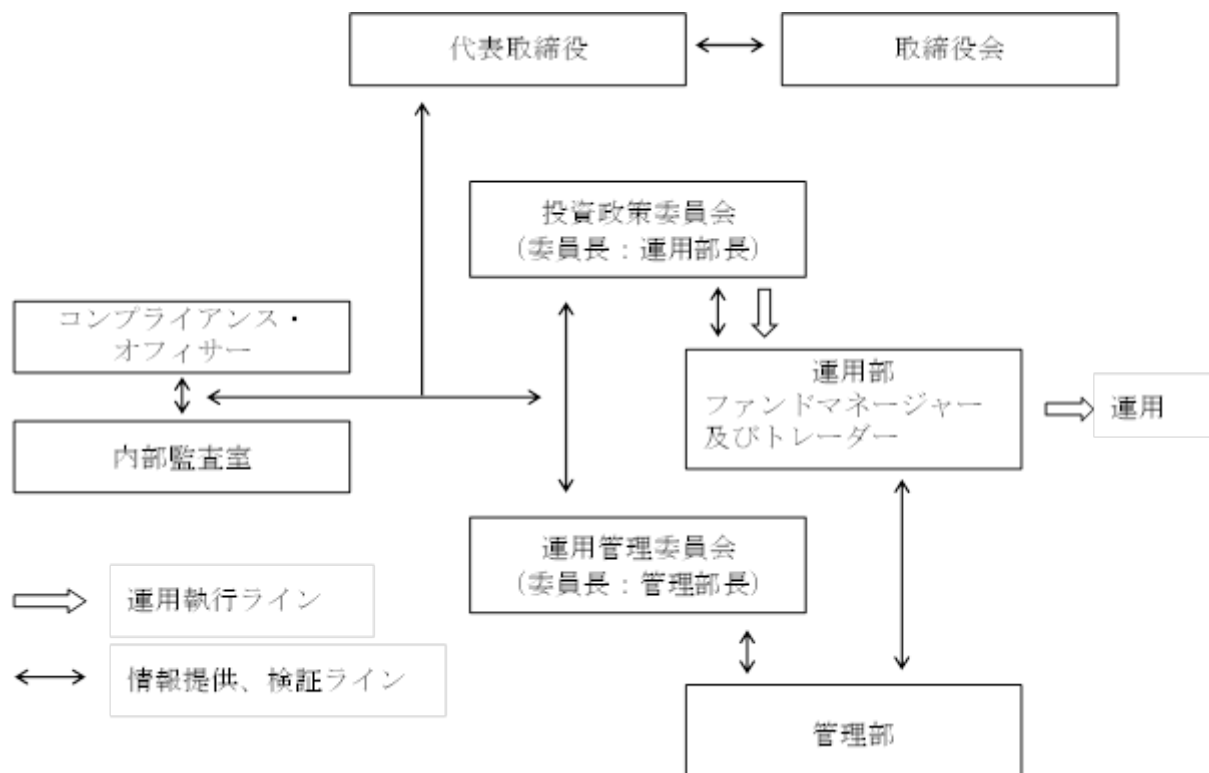 代表取締役
取締役会
投資政策委員会
(委員長：運用部長)
コンプライアンス・
オフィサー
運用部
ファンドマネージャー
及びトレーダー
運用
内部監査室
運用管理委員会
(委員長：管理部長)
運用執行ライン
情報提供、検証ライン
管理部